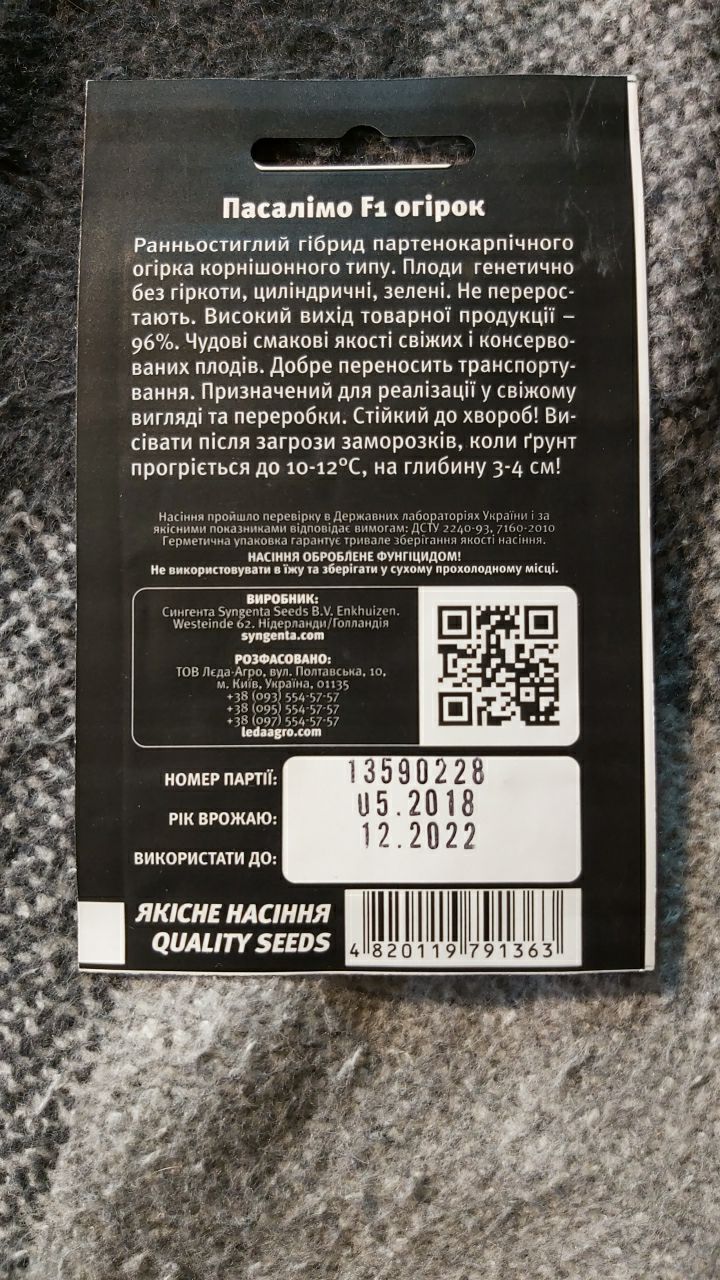 Пасалімо F1 огірок
Ранньостиглий гібрид партенокарпічного
огірка корнішонного типу. Плоди генетично
без гіркоти, циліндричні, зелені. Не перерос-
тають. Високий вихід товарної продукції –
96%. Чудові смакові якості свіжих і консерво-
ваних плодів. Добре переносить транспорту-
вання. Призначений для реалізації у свіжому
вигляді та переробки. Стійкий до хвороб! Ви-
сівати після загрози заморозків, коли ґрунт
прогріється до 10-12°C, на глибину 3-4 см!
Насіння пройшло перевірку в Державних лабораторіях України і за
якісними показниками відповідає вимогам: ДСТУ 2240-93, 7160-2010
Герметична упаковка гарантує тривале зберігання якості насіння.
НАСІННЯ ОБРОБЛЕНЕ ФУНГІЦИДОМ!
Не використовувати в їжу та зберігати у сухому прохолодному місці.
ВИРОБНИК:
Сингента Syngenta Seeds B.V. Enkhuizen.
Westeinde 62. Нідерланди/Голландія
syngenta.com
РОЗФАСОВАНО:
ТОВ Лєда-Агро, вул. Полтавська, 10,
м. Київ, Україна, 01135
+38 (093) 554-57-57
+38 (095) 554-57-57
+38 (097) 554-57-57
ledaagro.com
НОМЕР ПАРТІЇ: 13590228
РІК ВРОЖАЮ: 05.2018
ВИКОРИСТАТИ ДО: 12.2022
ЯКІСНЕ НАСІННЯ
QUALITY SEEDS
4 820119 791363